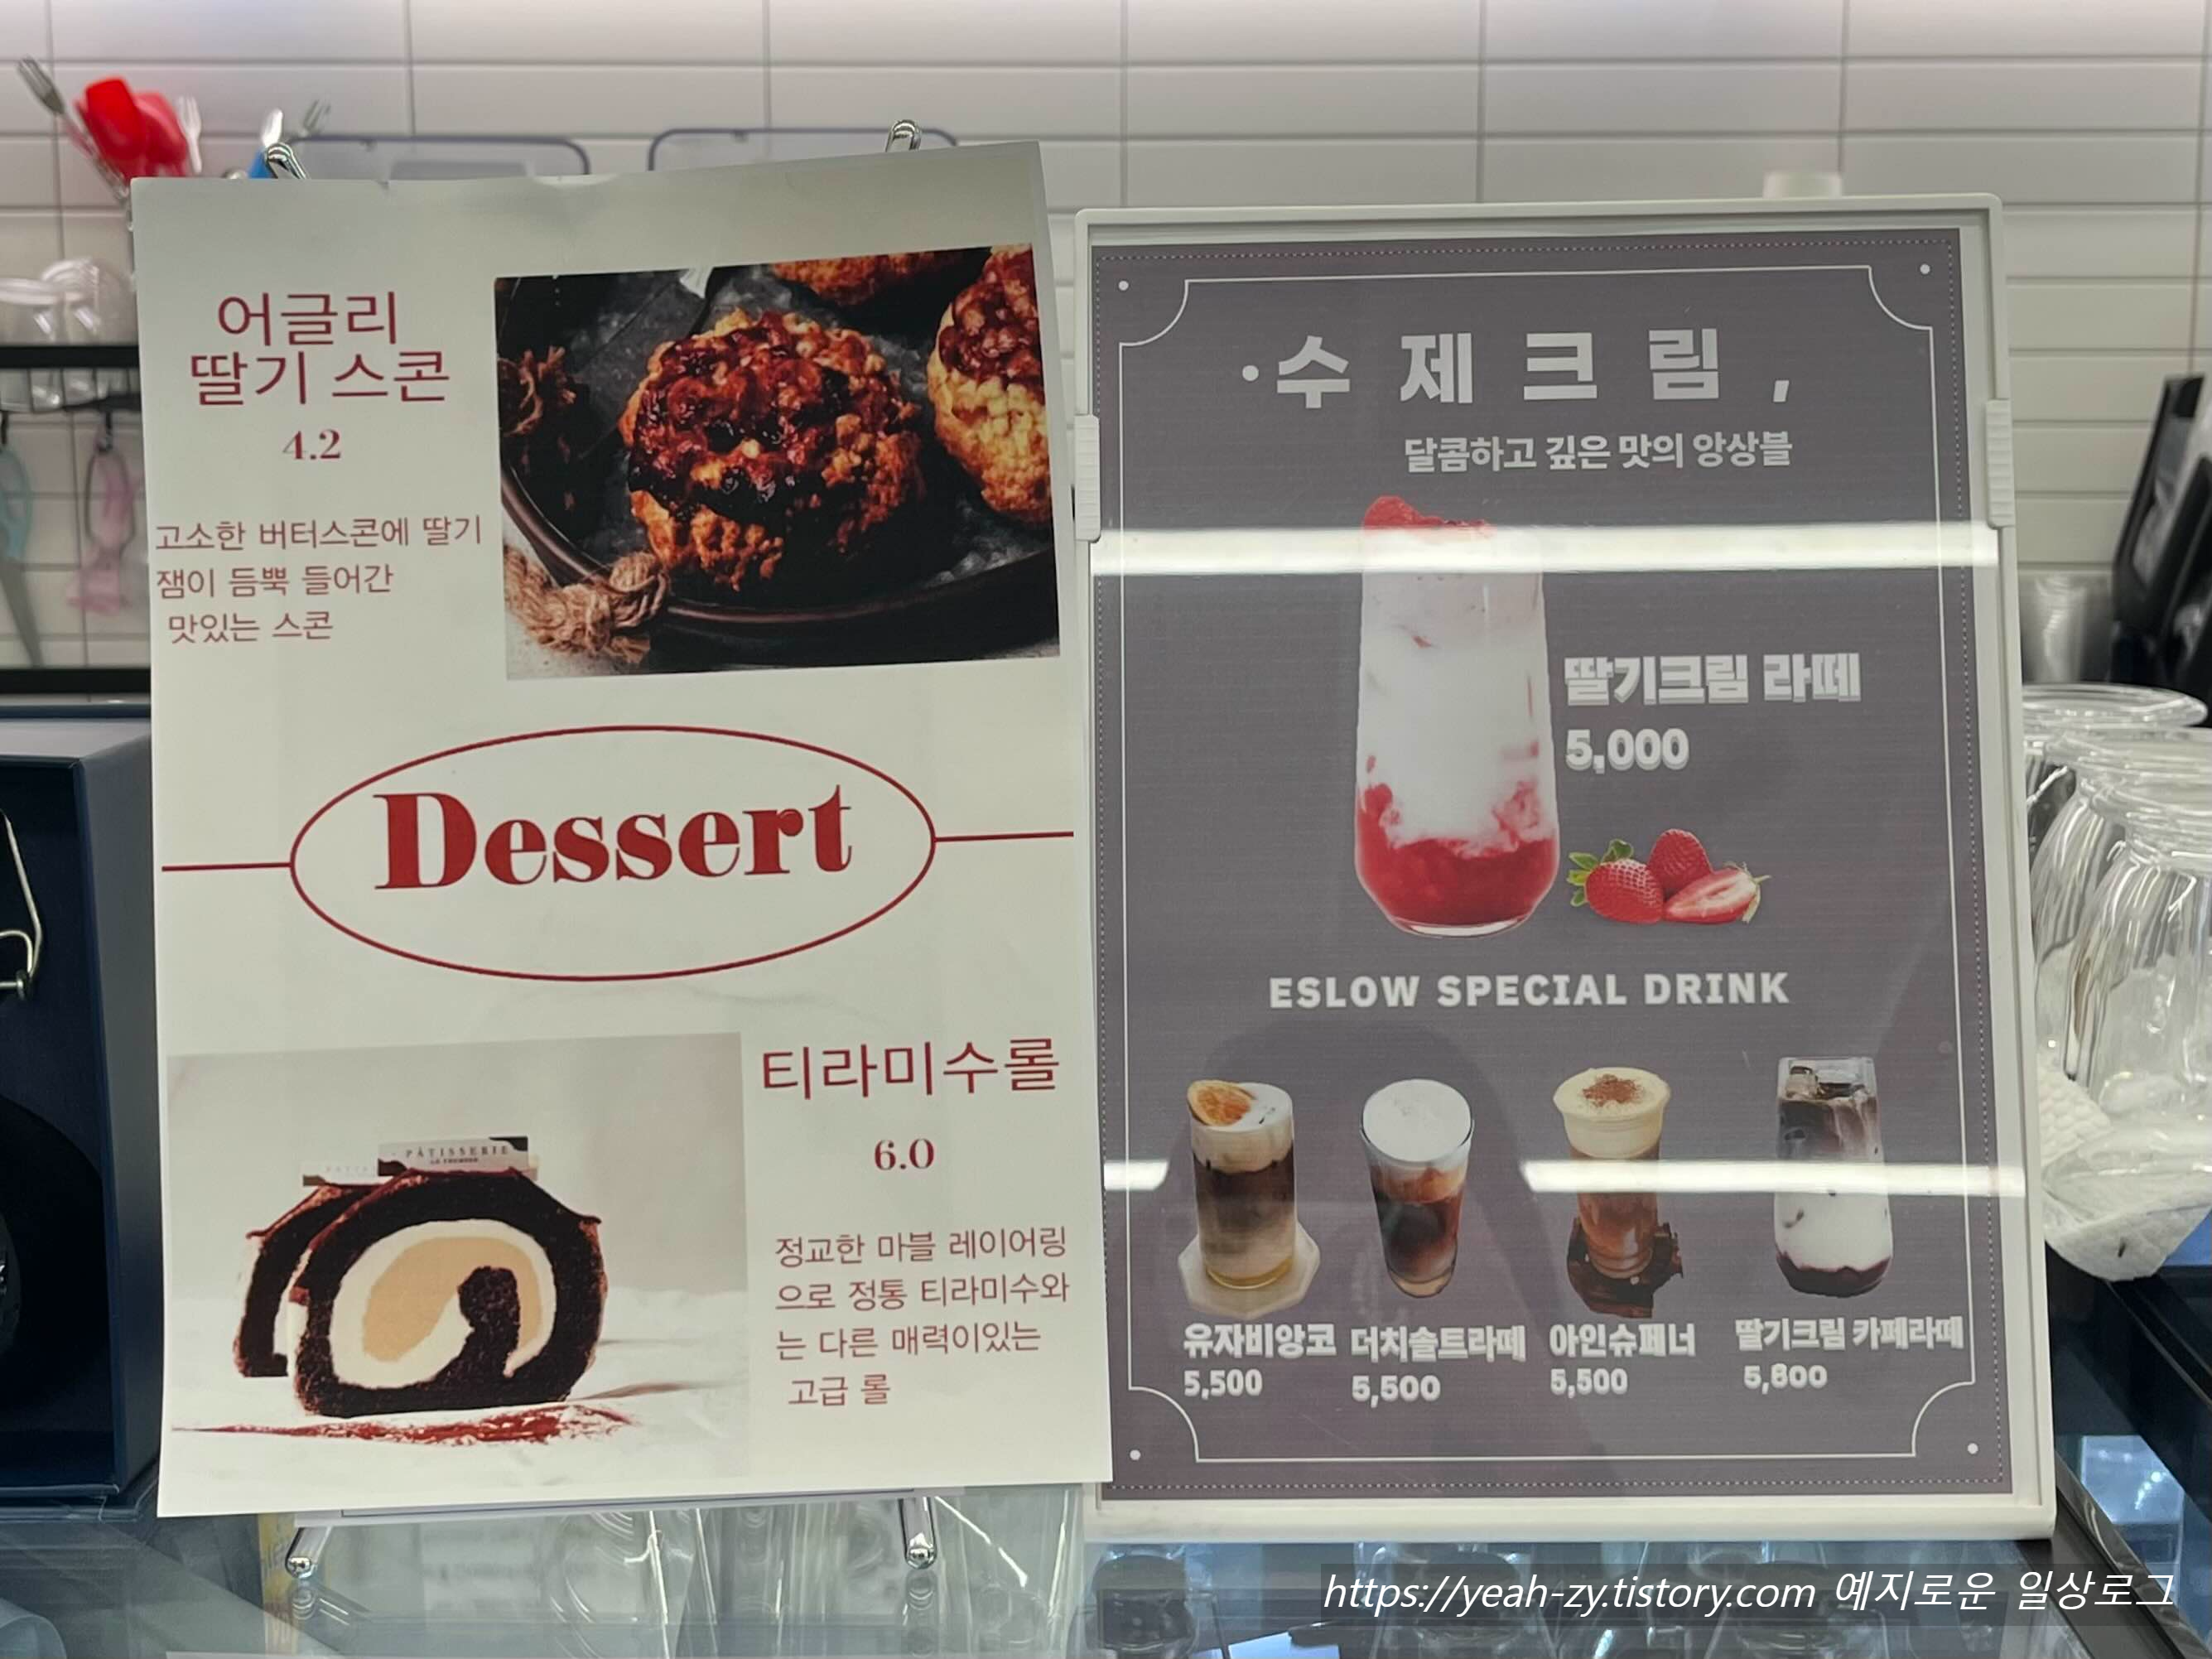 어글리
딸기 스콘
4.2
고소한 버터스콘에 딸기
잼이 듬뿍 들어간
맛있는 스콘
Dessert
PÂTISSERIE
티라미수롤
6.0
정교한 마블 레이어링
으로 정통 티라미수와
는 다른 매력이있는
고급 롤
·수제크림,
달콤하고 깊은 맛의 앙상블
딸기크림 라떼
5,000
ESLOW SPECIAL DRINK
유자비앙코
5,500
더치솔트라떼
5,500
아인슈페너
5,500
딸기크림 카페라떼
5,800
https://yeah-zy.tistory.com 예지로운 일상로그